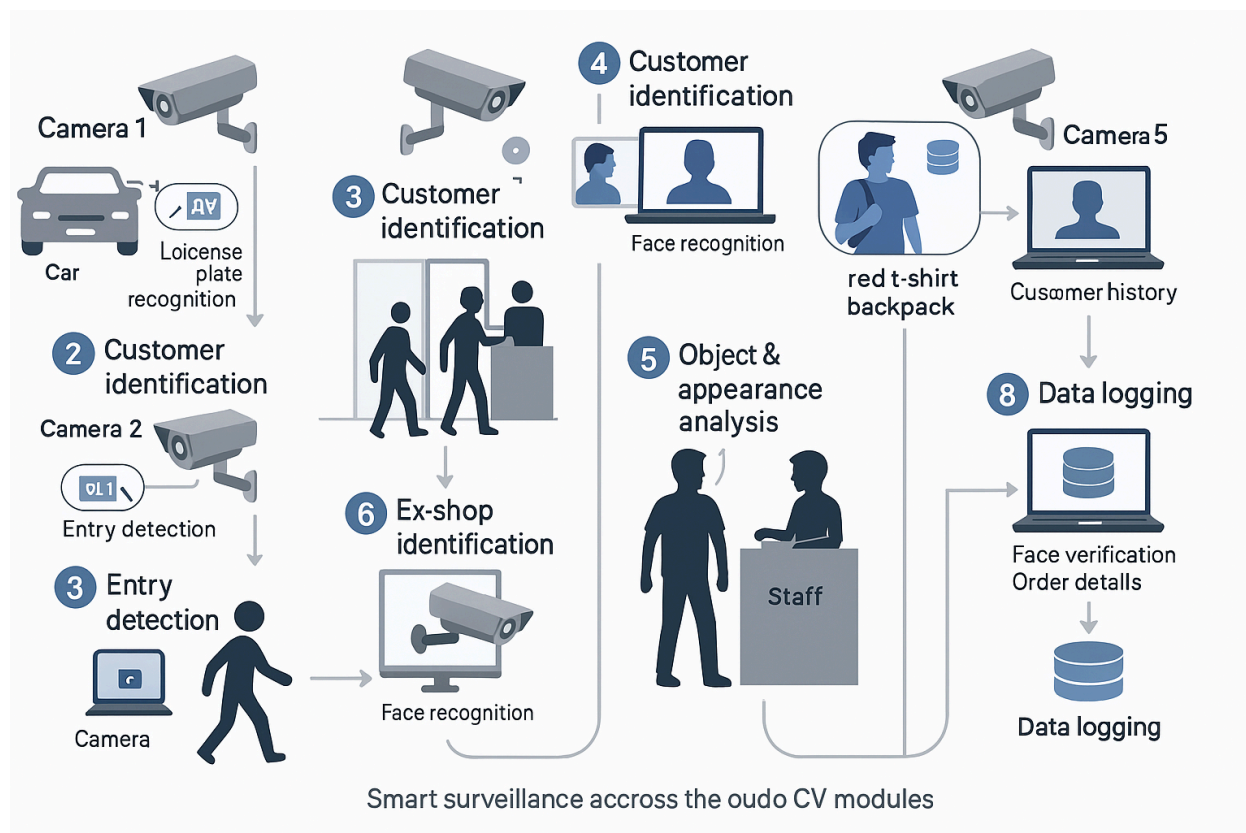 Camera 1
Car
Loicense
plate
recognition
2
Customer
identification
Camera 2
Entry detection
3
Entry
detection
Camera
3
Customer
identification
6
Ex-shop
identification
Face recognition
4
Customer
identification
Face recognition
5
Object &
appearance
analysis
Staff
red t-shirt
backpack
Camera 5
Cusomer history
8
Data logging
Face verification
Order details
Data logging
Smart surveillance accross the oudo CV modules